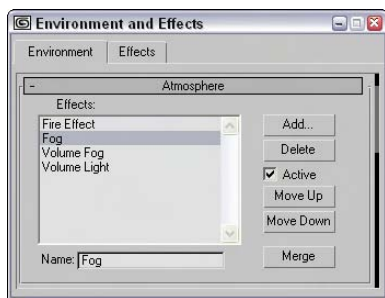 Environment and Effects
Environment Effects
- Atmosphere
Effects:
Fire Effect
Fog
Volume Fog
Volume Light
Add...
Delete
Active
Move Up
Move Down
Name: Fog
Merge